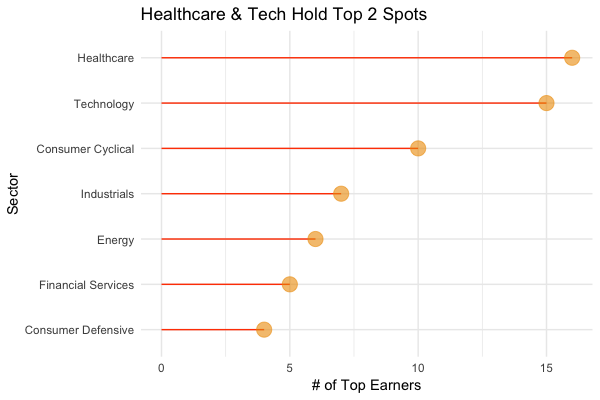 Healthcare & Tech Hold Top 2 Spots
Sector
Healthcare
Technology
Consumer Cyclical
Industrials
Energy
Financial Services
Consumer Defensive
0 5 10 15
# of Top Earners